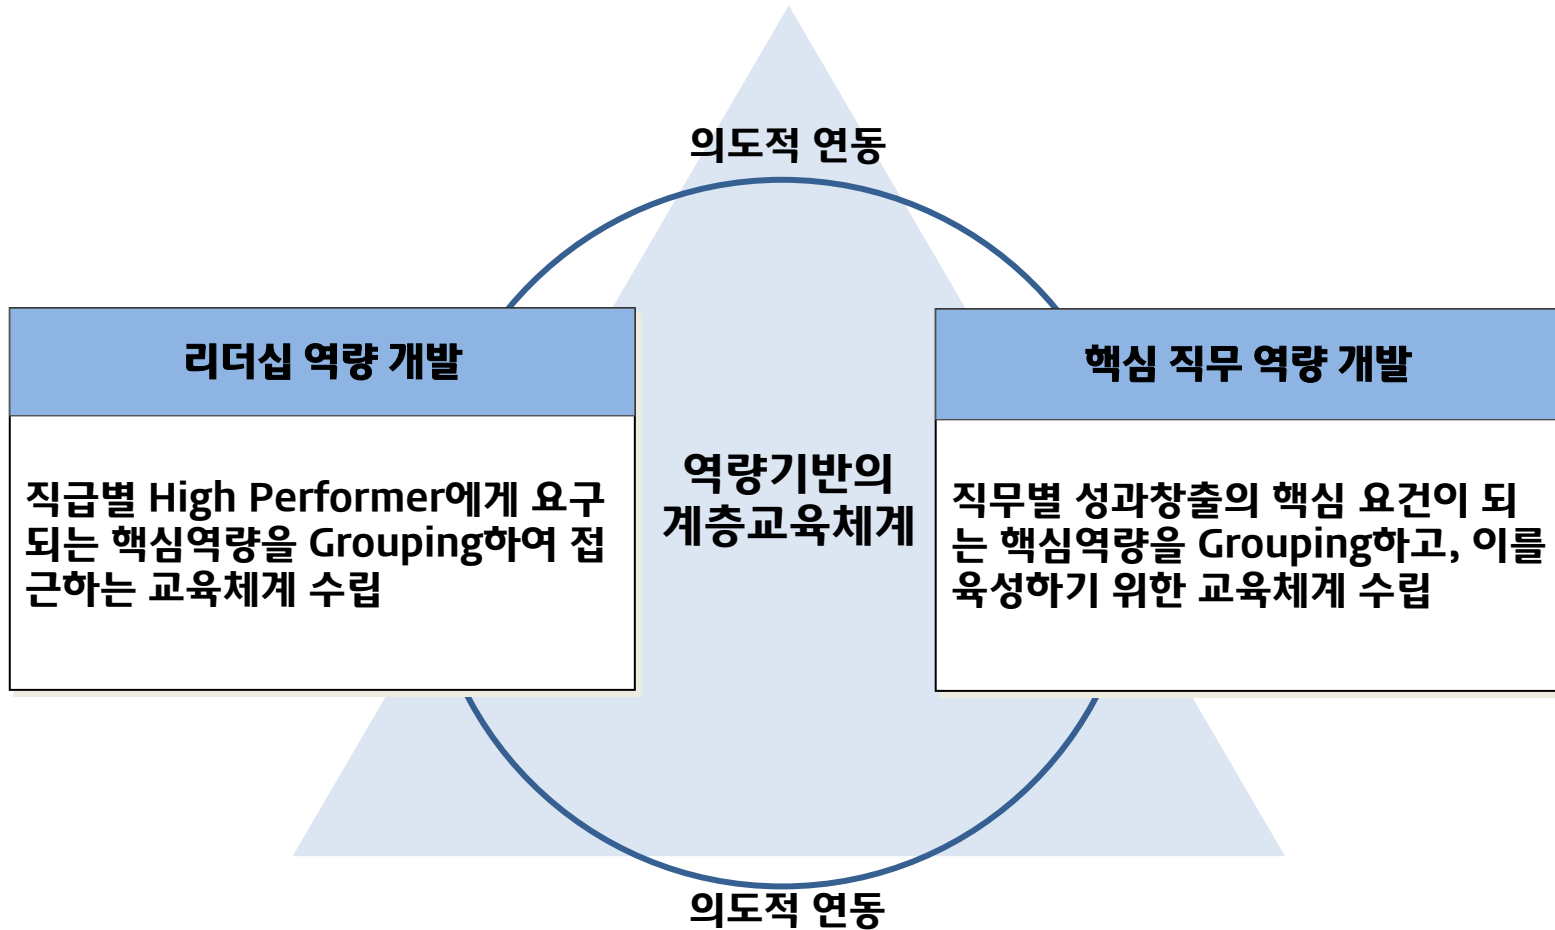 의도적 연동
리더십 역량 개발
직급별 High Performer에게 요구
되는 핵심역량을 Grouping하여 접
근하는 교육체계 수립
역량기반의
계층교육체계
핵심 직무 역량 개발
직무별 성과창출의 핵심 요건이 되
는 핵심역량을 Grouping하고, 이를
육성하기 위한 교육체계 수립
의도적 연동